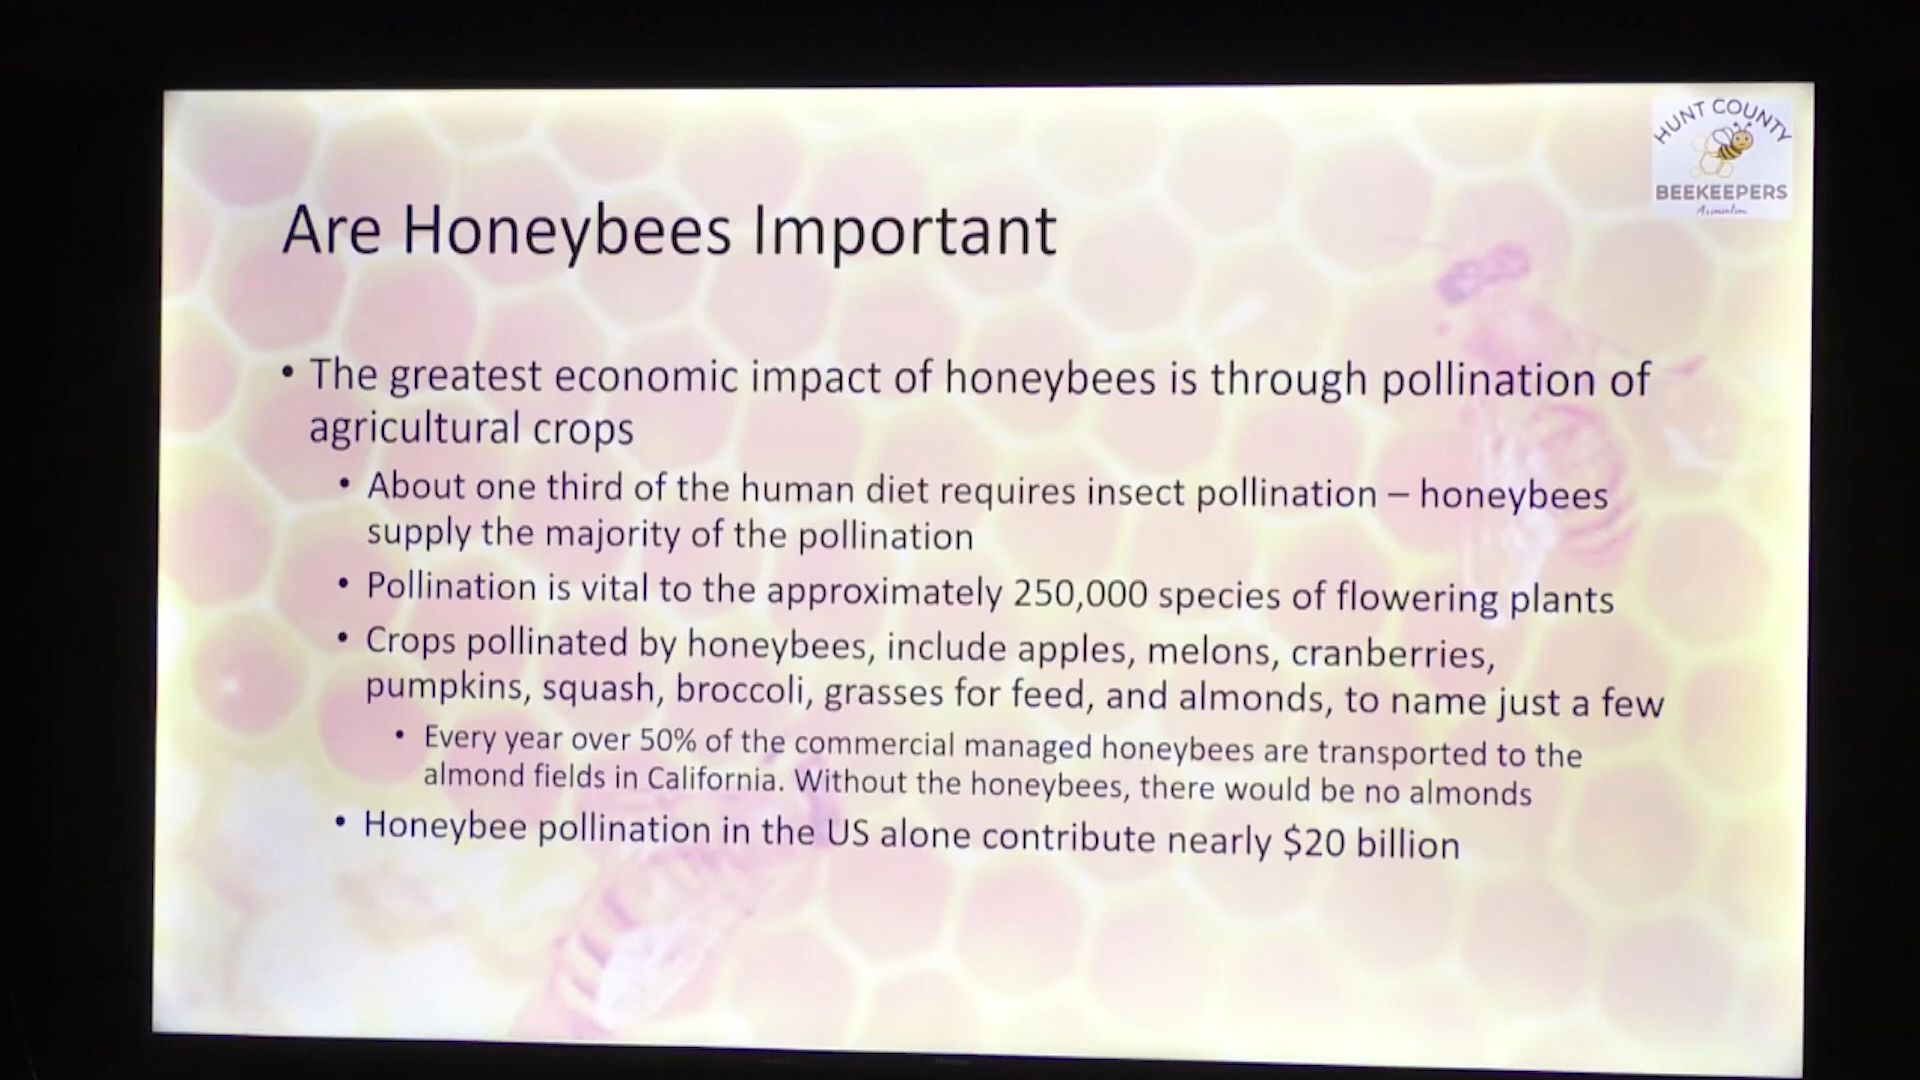 HUNT COUNTY
BEEKEEPERS
Association
Are Honeybees Important
• The greatest economic impact of honeybees is through pollination of
agricultural crops
• About one third of the human diet requires insect pollination – honeybees
supply the majority of the pollination
• Pollination is vital to the approximately 250,000 species of flowering plants
• Crops pollinated by honeybees, include apples, melons, cranberries,
pumpkins, squash, broccoli, grasses for feed, and almonds, to name just a few
• Every year over 50% of the commercial managed honeybees are transported to the
almond fields in California. Without the honeybees, there would be no almonds
• Honeybee pollination in the US alone contribute nearly $20 billion